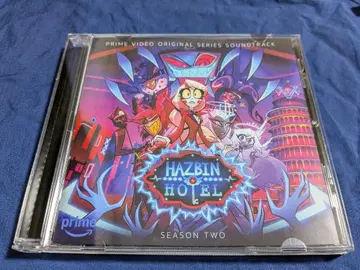 PRIME VIDEO ORIGINAL SERIES SOUNDTRACK
HAZBIN
HOTEL
prime
SEASON TWO